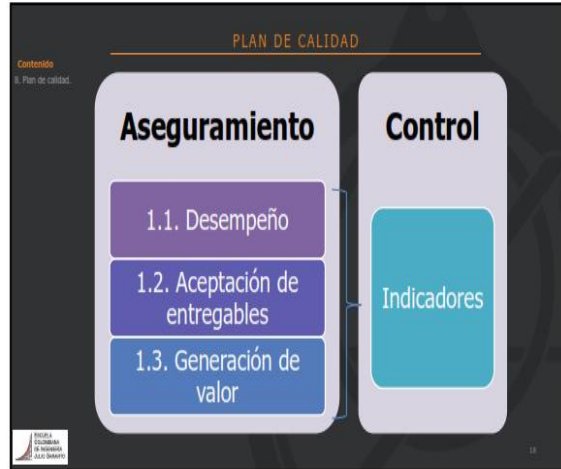 PLAN DE CALIDAD
Contenido
8. Plan de calidad.
Aseguramiento
1.1. Desempeño
1.2. Aceptación de
entregables
1.3. Generación de
valor
Control
Indicadores
ESCUELA
COLOMBIANA
DE INGENIERÍA
JULIO GARAVITO
18